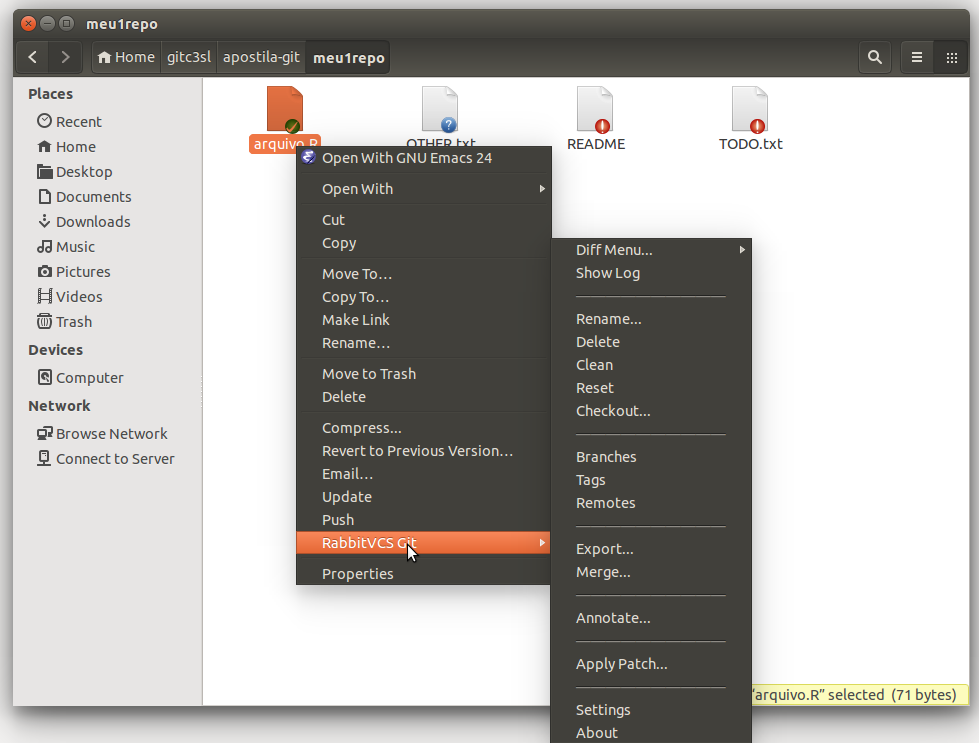 meu1repo
Home gitc3sl apostila-git meu1repo
Places
Recent
Home
Desktop
Documents
Downloads
Music
Pictures
Videos
Trash
Devices
Computer
Network
Browse Network
Connect to Server
arquivo.R
OTHER.txt
README
TODO.txt
Open With GNU Emacs 24
Open With
Cut
Copy
Move To…
Copy To…
Make Link
Rename…
Move to Trash
Delete
Compress...
Revert to Previous Version…
Email…
Update
Push
RabbitVCS Git
Properties
Diff Menu...
Show Log
Rename...
Delete
Clean
Reset
Checkout...
Branches
Tags
Remotes
Export...
Merge...
Annotate...
Apply Patch...
Settings
About
“arquivo.R” selected (71 bytes)